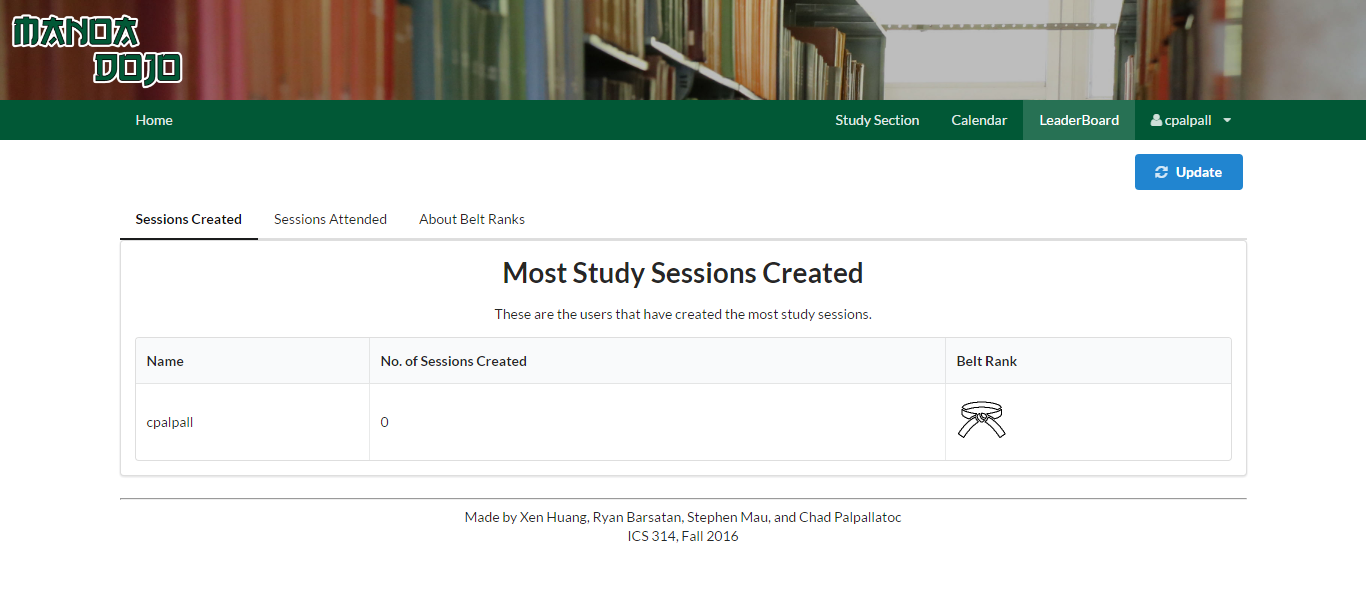 MANOA
DOJO
Home
Study Section
Calendar
LeaderBoard
cpalpall
Update
Sessions Created
Sessions Attended
About Belt Ranks
Most Study Sessions Created
These are the users that have created the most study sessions.
Name
No. of Sessions Created
Belt Rank
cpalpall
0
Made by Xen Huang, Ryan Barsatan, Stephen Mau, and Chad Palpallatoc
ICS 314, Fall 2016